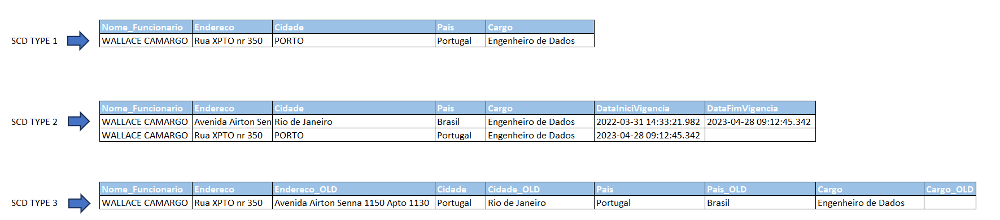 Nome_Funcionario Endereco Cidade Pais Cargo
SCD TYPE 1 WALLACE CAMARGO Rua XPTO nr 350 PORTO Portugal Engenheiro de Dados
Nome_Funcionario Endereco Cidade Pais Cargo DataIniciVigencia DataFimVigencia
SCD TYPE 2 WALLACE CAMARGO Avenida Airton Sen Rio de Janeiro Brasil Engenheiro de Dados 2022-03-31 14:33:21.982 2023-04-28 09:12:45.342
WALLACE CAMARGO Rua XPTO nr 350 PORTO Portugal Engenheiro de Dados 2023-04-28 09:12:45.342
Nome_Funcionario Endereco Endereco_OLD Cidade Cidade_OLD Pais Pais_OLD Cargo Cargo_OLD
SCD TYPE 3 WALLACE CAMARGO Rua XPTO nr 350 Avenida Airton Senna 1150 Apto 1130 Portugal Rio de Janeiro Portugal Brasil Engenheiro de Dados